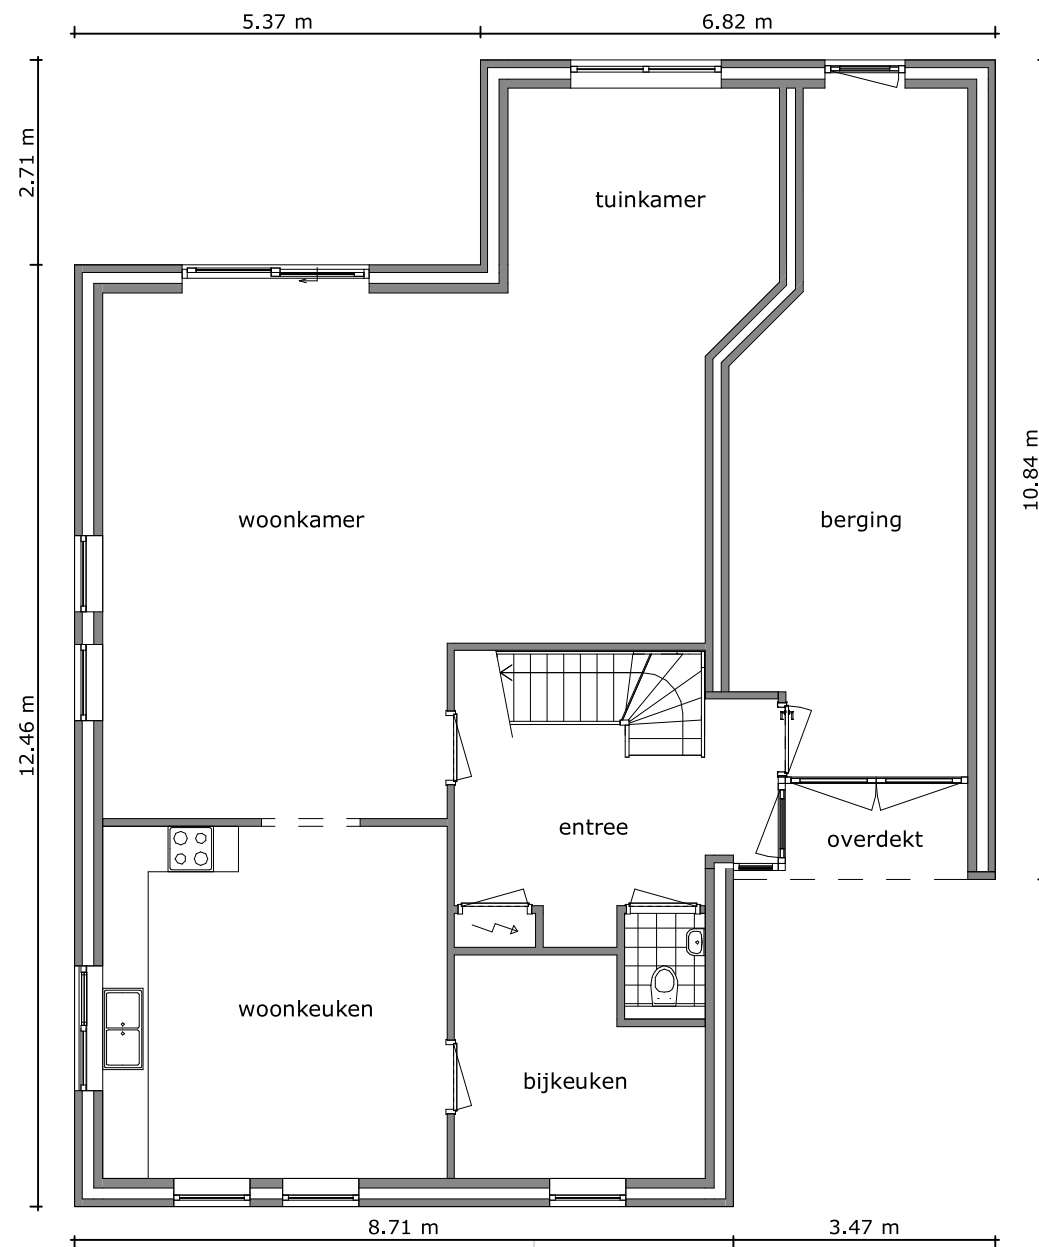 5.37 m 6.82 m
2.71 m
tuinkamer
10.84 m
woonkamer berging
12.46 m
entree overdekt
woonkeuken
bijkeuken
8.71 m 3.47 m